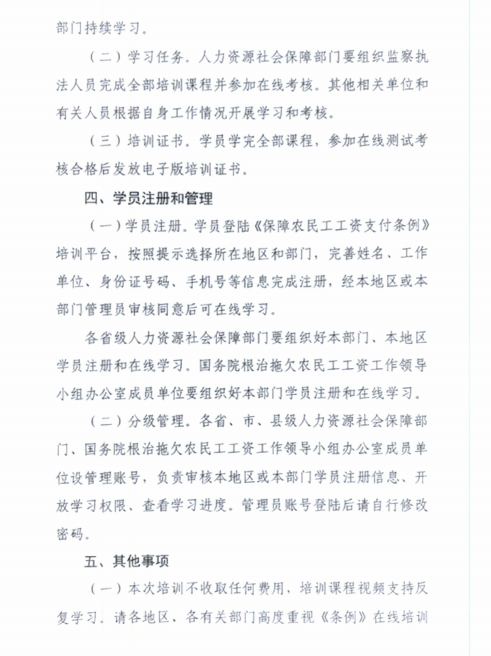 部门持续学习。
（二）学习任务。人力资源社会保障部门要组织监察执
法人员完成全部培训课程并参加在线考核。其他相关单位和
有关人员根据自身工作情况开展学习和考核。
（三）培训证书。学员学完全部课程，参加在线测试考
核合格后发放电子版培训证书。
四、学员注册和管理
（一）学员注册。学员登陆《保障农民工工资支付条例》
培训平台，按照提示选择所在地区和部门，完善姓名、工作
单位、身份证号码、手机号等信息完成注册，经本地区或本
部门管理员审核同意后可在线学习。
各省级人力资源社会保障部门要组织好本部门、本地区
学员注册和在线学习。国务院根治拖欠农民工工资工作领导
小组办公室成员单位要组织好本部门学员注册和在线学习。
（二）分级管理。各省、市、县级人力资源社会保障部
门、国务院根治拖欠农民工工资工作领导小组办公室成员单
位设管理账号，负责审核本地区或本部门学员注册信息、开
放学习权限、查看学习进度。管理员账号登陆后请自行修改
密码。
五、其他事项
（一）本次培训不收取任何费用，培训课程视频支持反
复学习。请各地区、各有关部门高度重视《条例》在线培训